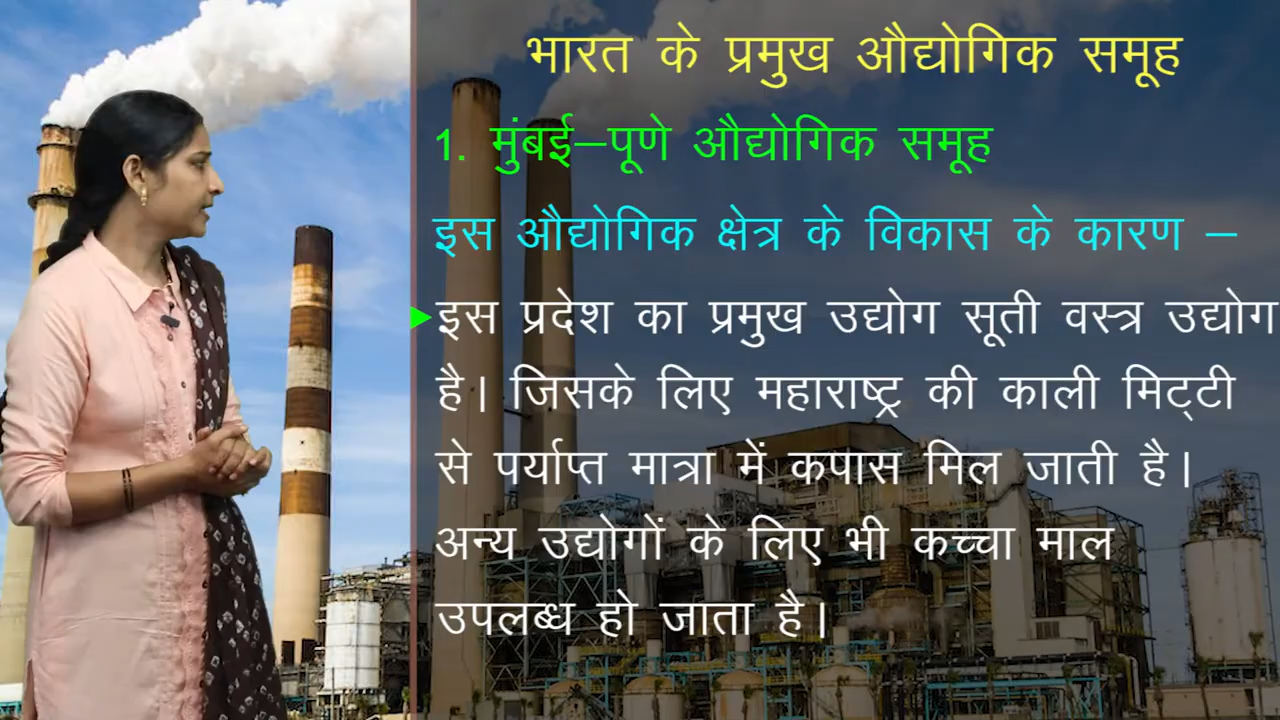 भारत के प्रमुख औद्योगिक समूह
1. मुंबई–पूणे औद्योगिक समूह
इस औद्योगिक क्षेत्र के विकास के कारण –
इस प्रदेश का प्रमुख उद्योग सूती वस्त्र उद्योग
है। जिसके लिए महाराष्ट्र की काली मिट्टी
से पर्याप्त मात्रा में कपास मिल जाती है।
अन्य उद्योगों के लिए भी कच्चा माल
उपलब्ध हो जाता है।